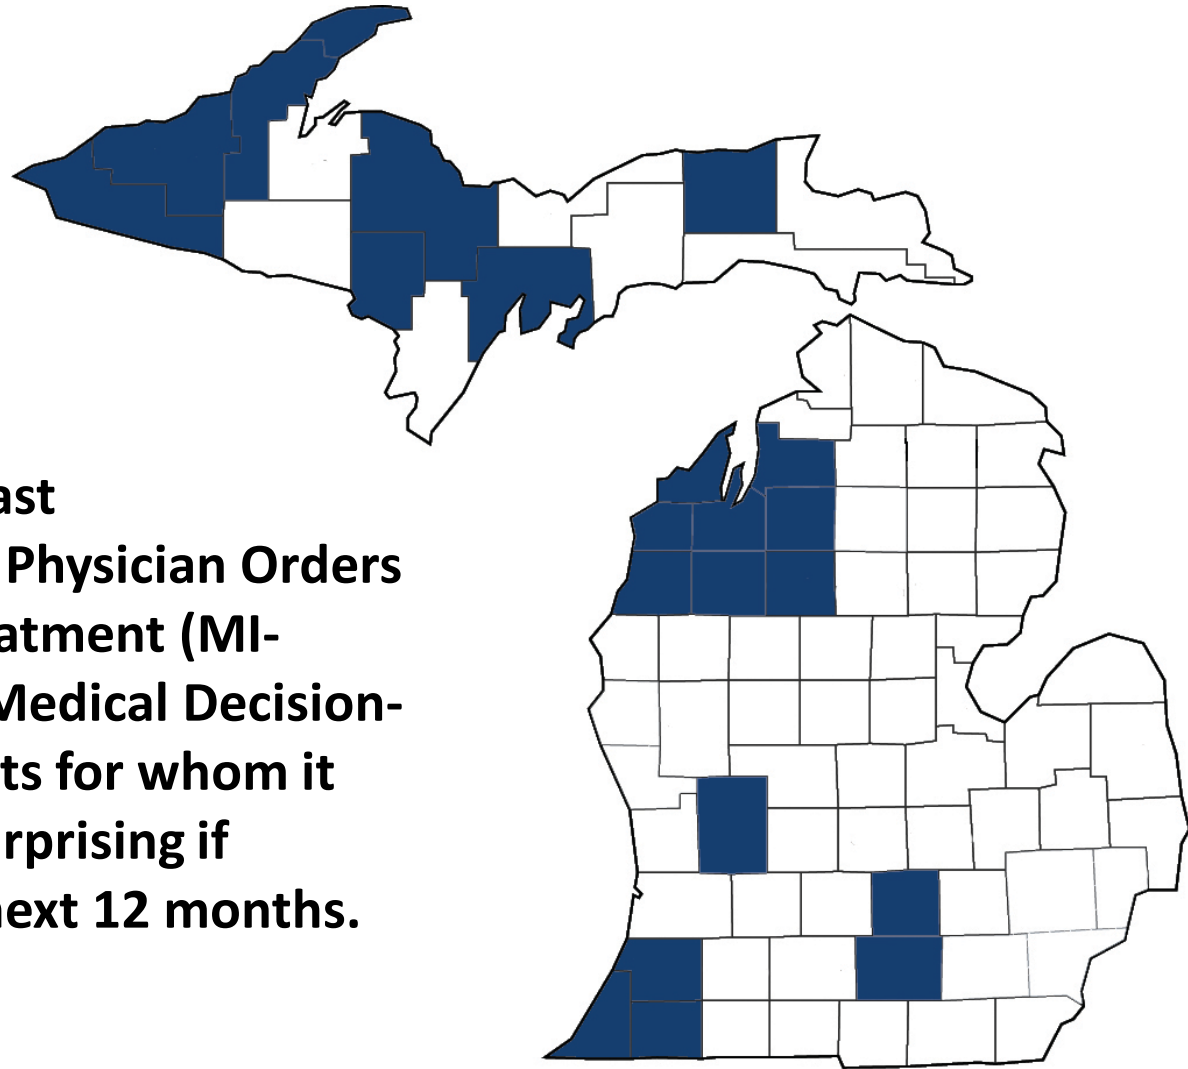 ast
Physician Orders
atment (MI-
Medical Decision-
ts for whom it
rprising if
next 12 months.